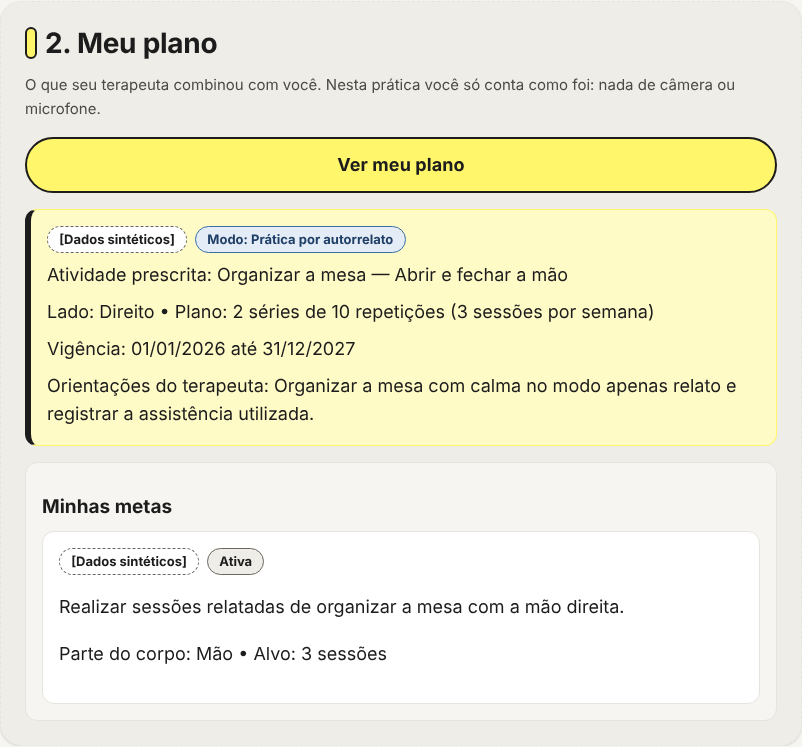 2. Meu plano
O que seu terapeuta combinou com você. Nesta prática você só conta como foi: nada de câmera ou
microfone.
Ver meu plano
[Dados sintéticos] Modo: Prática por autorrelato
Atividade prescrita: Organizar a mesa — Abrir e fechar a mão
Lado: Direito • Plano: 2 séries de 10 repetições (3 sessões por semana)
Vigência: 01/01/2026 até 31/12/2027
Orientações do terapeuta: Organizar a mesa com calma no modo apenas relato e
registrar a assistência utilizada.
Minhas metas
[Dados sintéticos] Ativa
Realizar sessões relatadas de organizar a mesa com a mão direita.
Parte do corpo: Mão • Alvo: 3 sessões